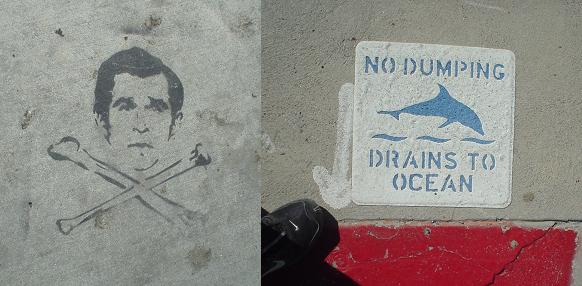 NO DUMPING
DRAINS TO
OCEAN